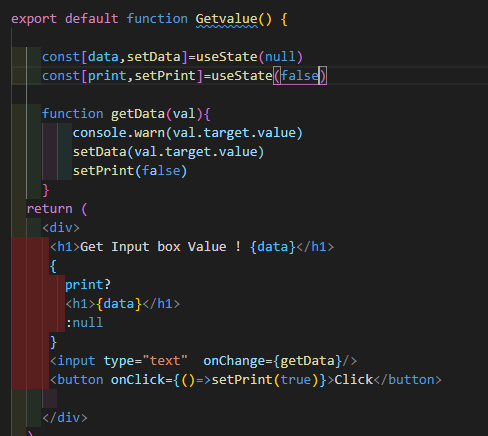 export default function Getvalue() {
const[data,setData]=useState(null)
const[print,setPrint]=useState(false)
function getData(val){
console.warn(val.target.value)
setData(val.target.value)
setPrint(false)
}
return (
<div>
<h1>Get Input box Value ! {data}</h1>
{
print?
<h1>{data}</h1>
:null
}
<input type="text"  onChange={getData}/>
<button onClick={()=>setPrint(true)}>Click</button>
</div>
)